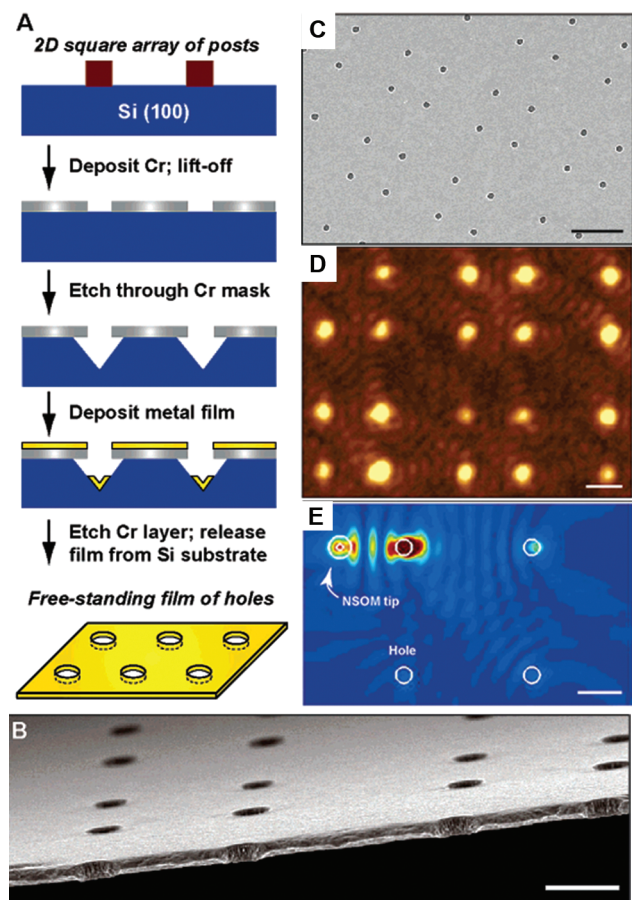 A
2D square array of posts
Si (100)
Deposit Cr; lift-off
Etch through Cr mask
Deposit metal film
Etch Cr layer; release
film from Si substrate
Free-standing film of holes
B
C
D
E
NSOM tip
Hole